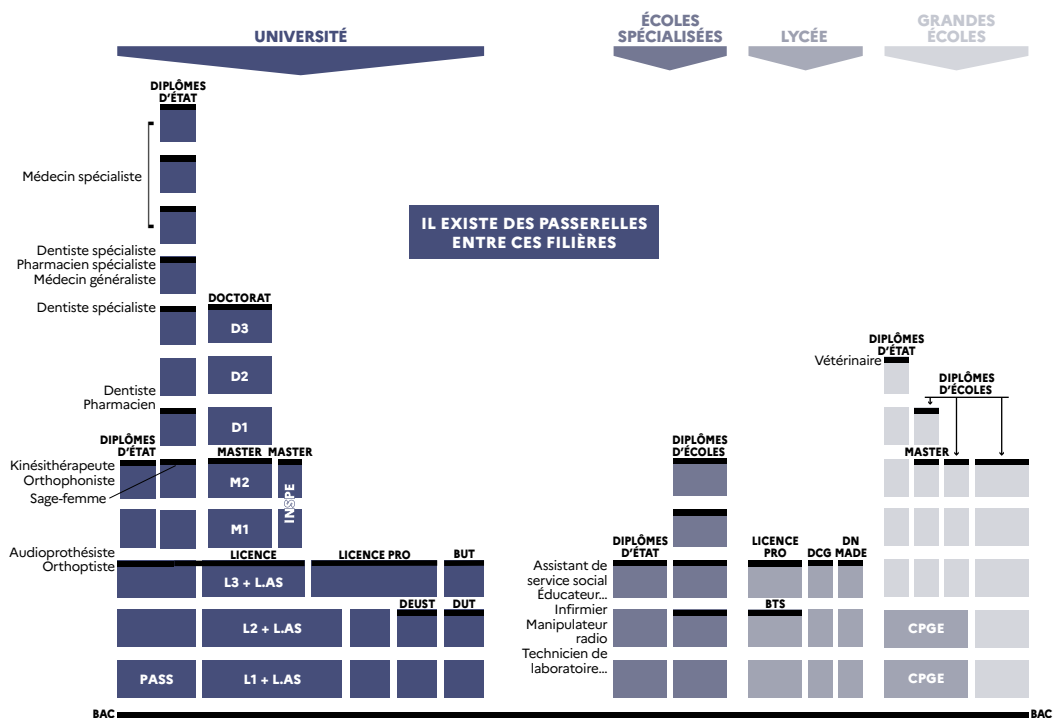 UNIVERSITÉ
ÉCOLES
SPÉCIALISÉES
LYCÉE
GRANDES
ÉCOLES
DIPLÔMES
D'ÉTAT
Médecin spécialiste
IL EXISTE DES PASSERELLES
ENTRE CES FILIÈRES
Dentiste spécialiste
Pharmacien spécialiste
Médecin généraliste
Dentiste spécialiste
DOCTORAT
D3
D2
D1
Dentiste
Pharmacien
DIPLÔMES
D'ÉTAT
Kinésithérapeute
Orthophoniste
Sage-femme
MASTER
MASTER
M2
M1
INSPE
Audioprothésiste
Orthoptiste
LICENCE
LICENCE PRO
BUT
L3 + L.AS
DEUST
DUT
L2 + L.AS
PASS
L1 + L.AS
DIPLÔMES
D'ÉCOLES
DIPLÔMES
D'ÉTAT
Assistant de
service social
Éducateur...
Infirmier
Manipulateur
radio
Technicien de
laboratoire...
LICENCE
PRO
DCG
DN
MADE
BTS
DIPLÔMES
D'ÉTAT
Vétérinaire
DIPLÔMES
D'ÉCOLES
MASTER
CPGE
CPGE
BAC
BAC